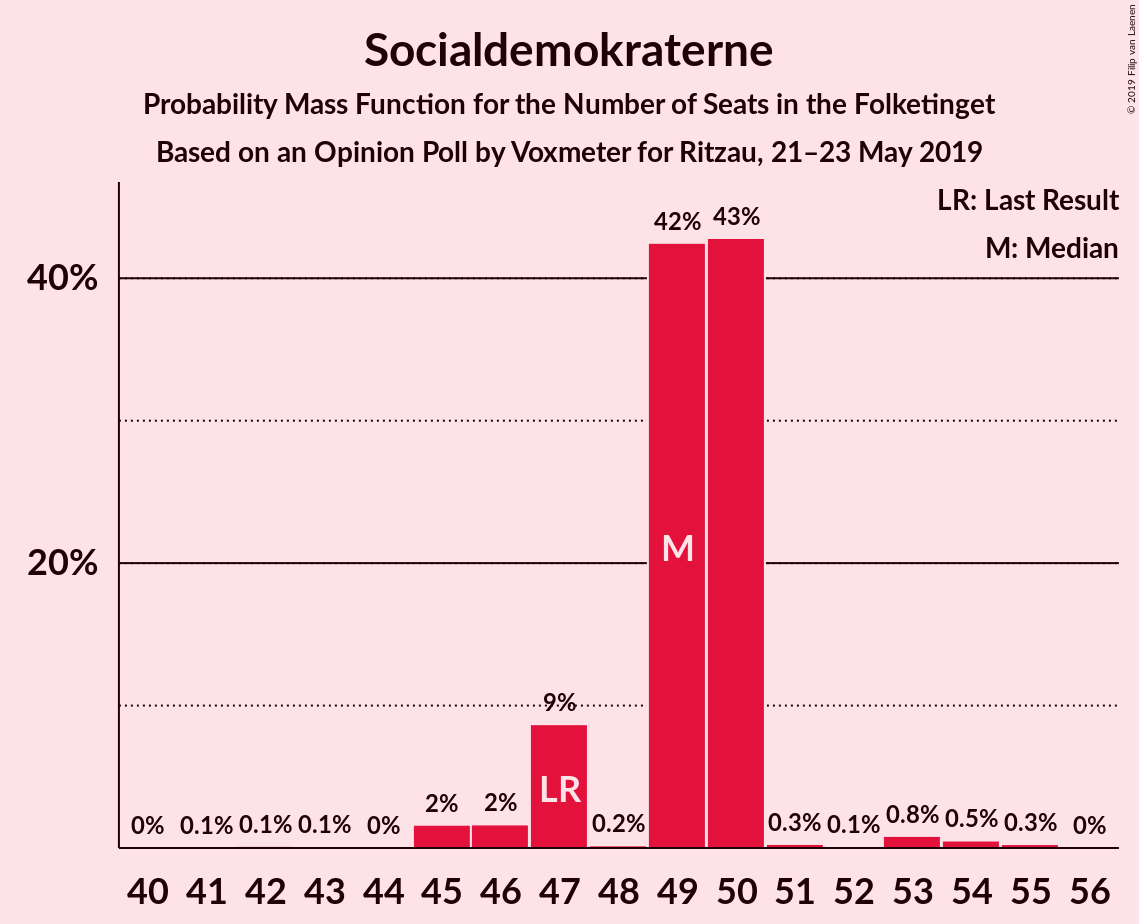 Socialdemokraterne
Probability Mass Function for the Number of Seats in the Folketinget
Based on an Opinion Poll by Voxmeter for Ritzau, 21–23 May 2019
© 2019 Filip van Laenen
LR: Last Result
M: Median
40%
20%
0% 0.1% 0.1% 0.1% 0% 2% 2% 9% 0.2% 42% 43% 0.3% 0.1% 0.8% 0.5% 0.3% 0%
LR M
40 41 42 43 44 45 46 47 48 49 50 51 52 53 54 55 56